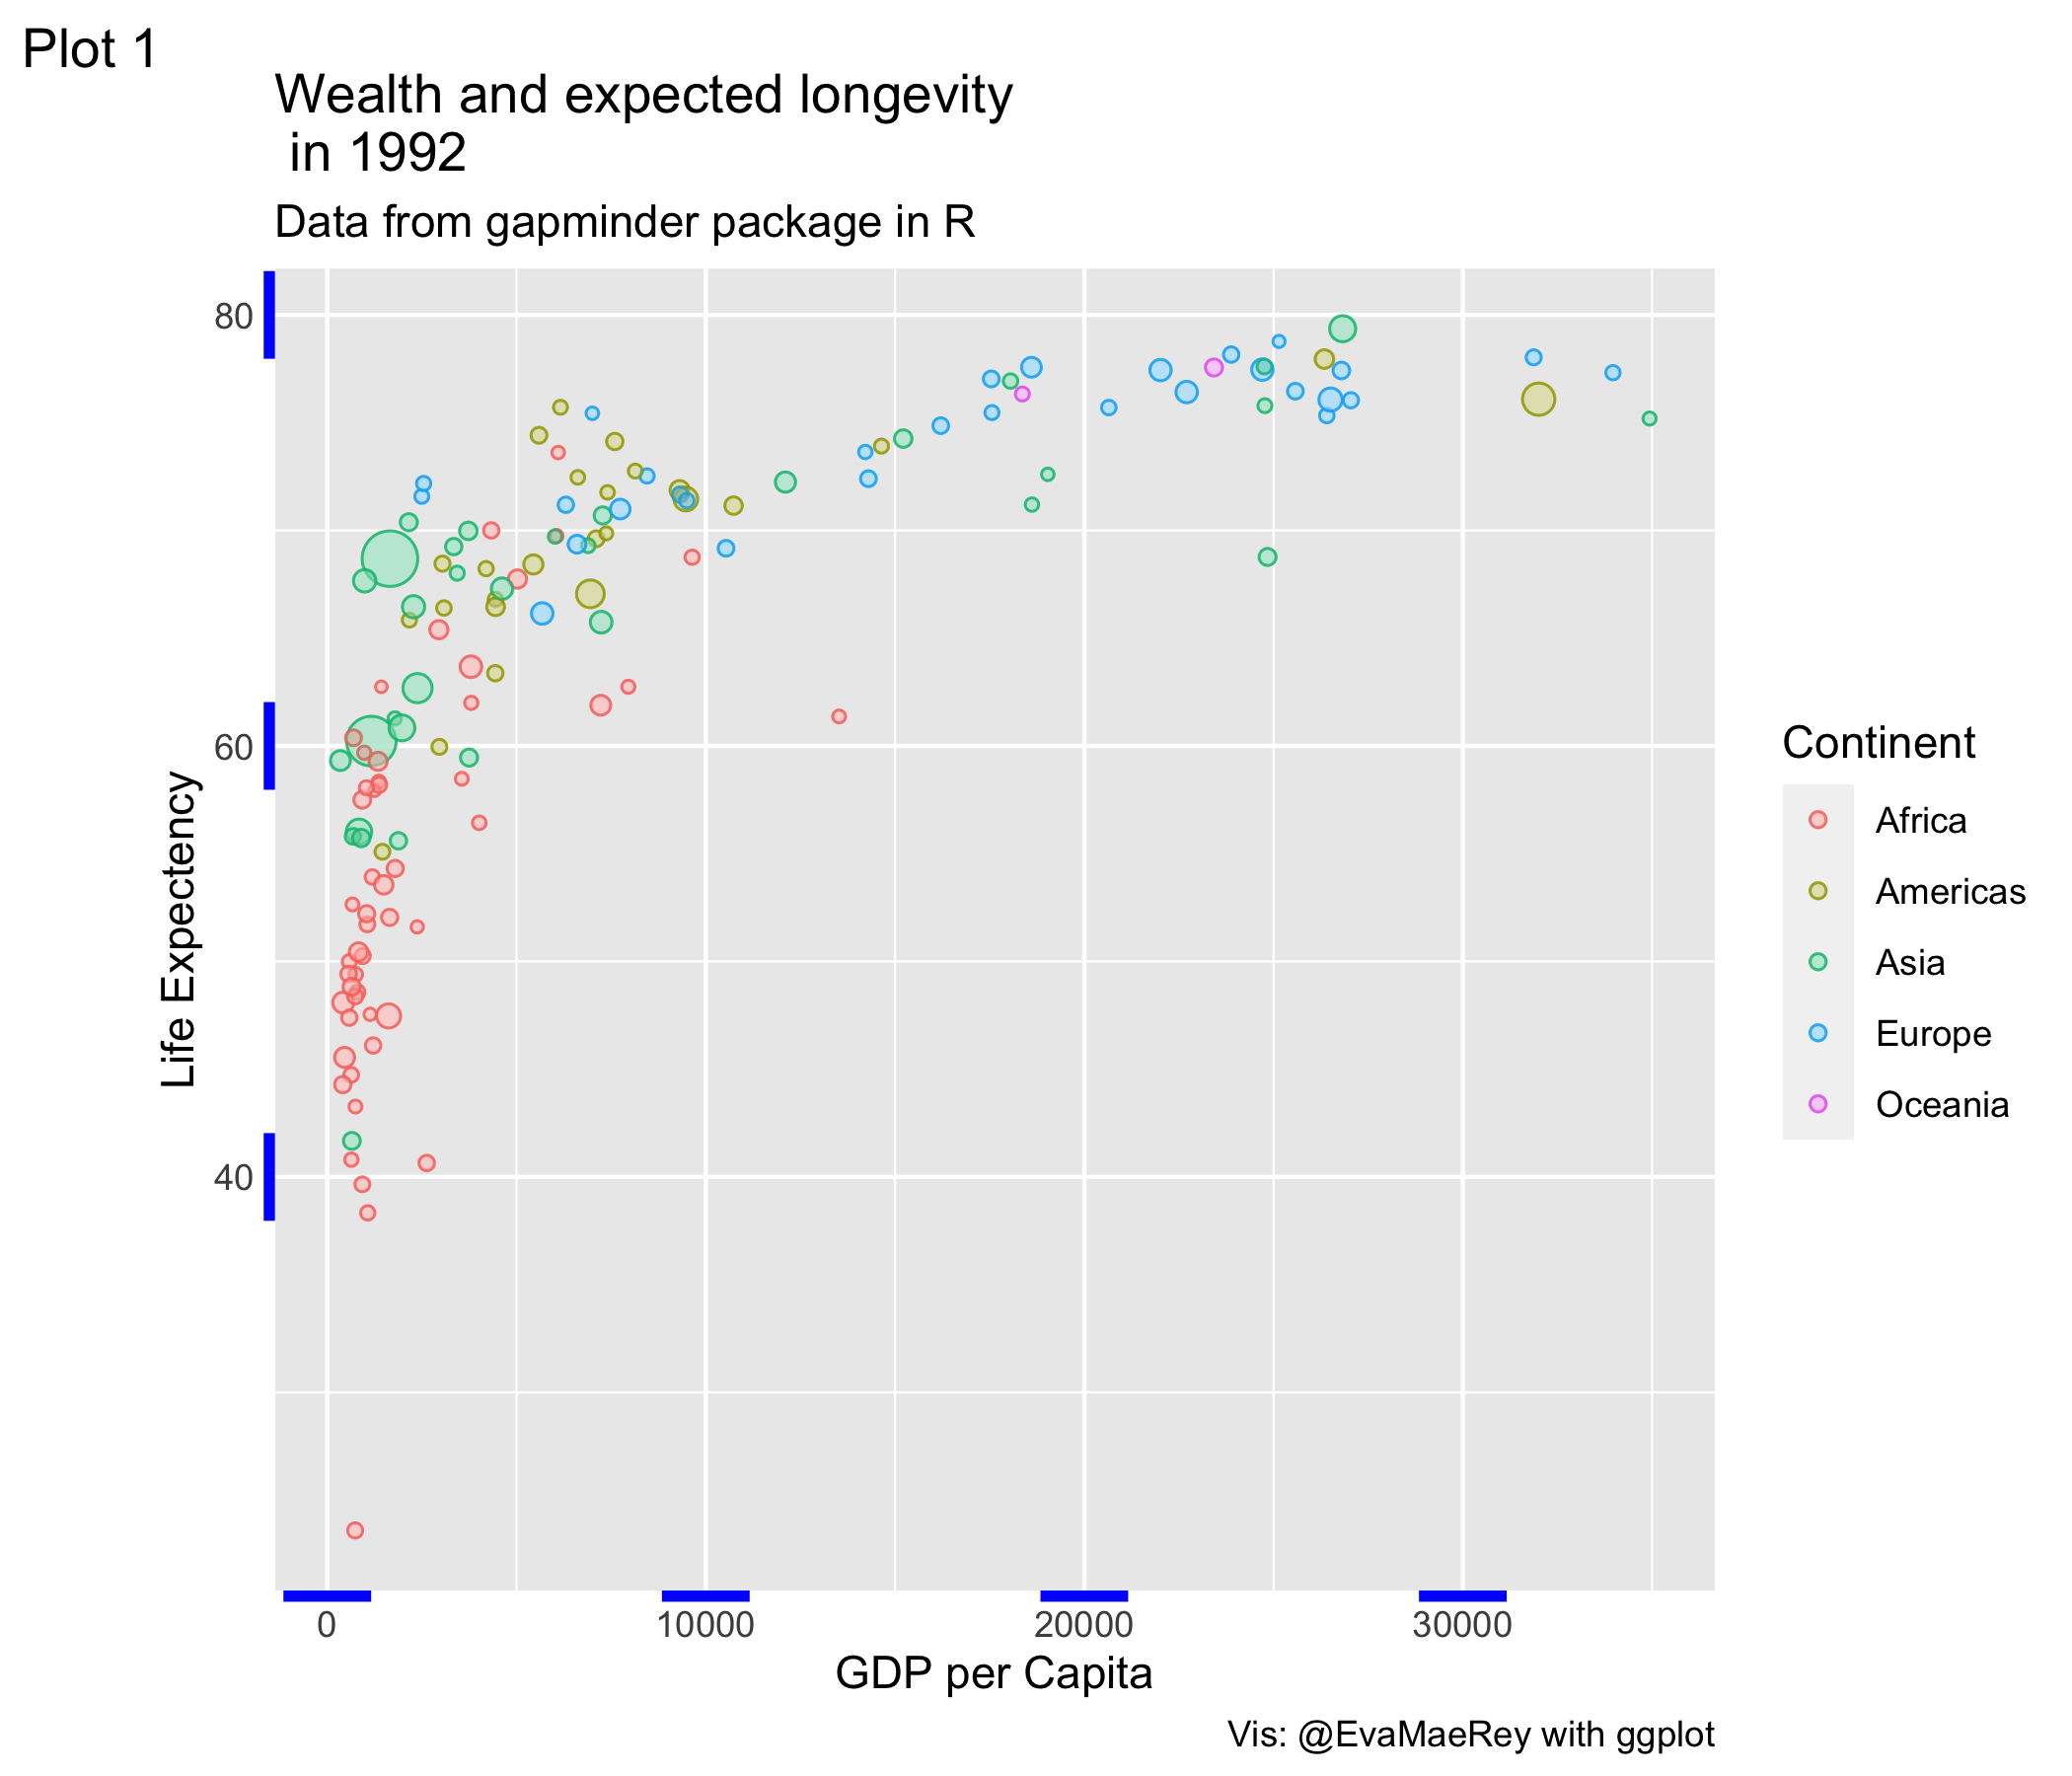 Plot 1
Wealth and expected longevity
in 1992
Data from gapminder package in R
80
60
40
Life Expectency
0
10000
20000
30000
GDP per Capita
Continent
Africa
Americas
Asia
Europe
Oceania
Vis: @EvaMaeRey with ggplot